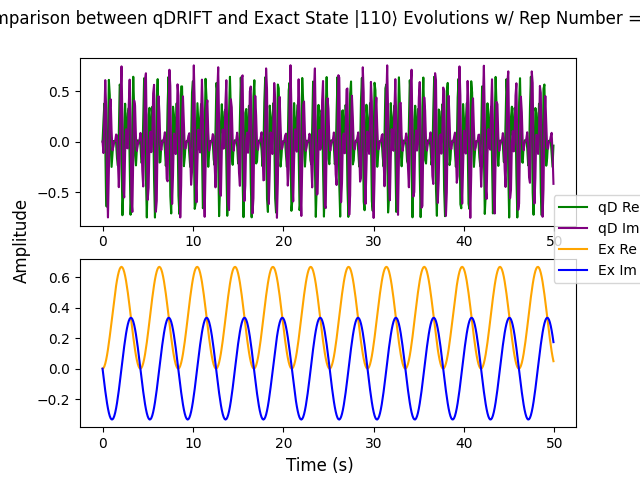 mparison between qDRIFT and Exact State |110⟩ Evolutions w/ Rep Number =
0.5
0.0
−0.5
0 10 20 30 40 50
qD Re
qD Im
Ex Re
Ex Im
Amplitude
0.6
0.4
0.2
0.0
−0.2
0 10 20 30 40 50
Time (s)